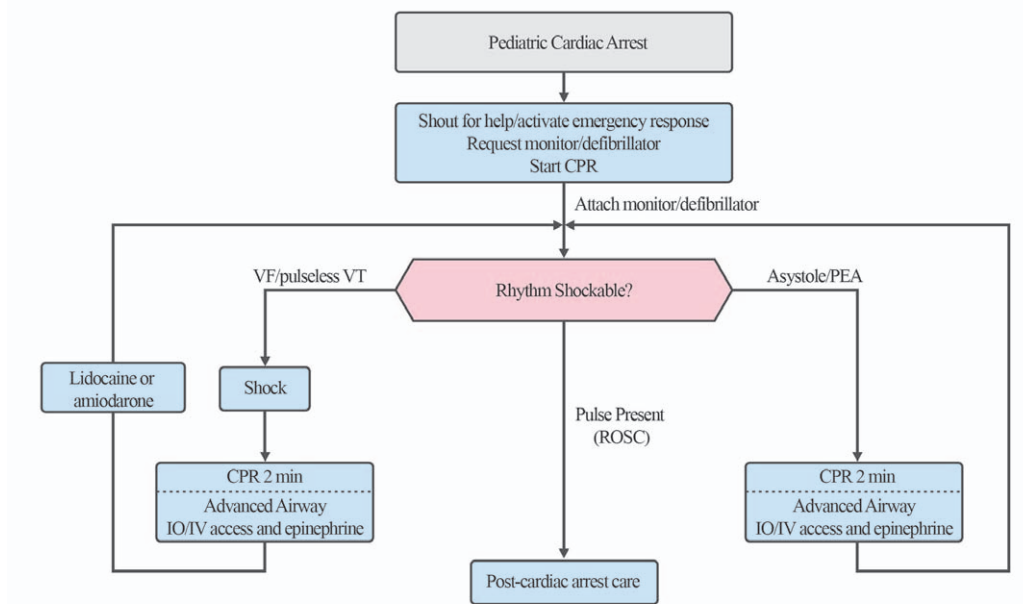 Pediatric Cardiac Arrest
Shout for help/activate emergency response
Request monitor/defibrillator
Start CPR
Attach monitor/defibrillator
VF/pulseless VT
Rhythm Shockable?
Asystole/PEA
Lidocaine or
amiodarone
Shock
Pulse Present
(ROSC)
CPR 2 min
Advanced Airway
IO/IV access and epinephrine
CPR 2 min
Advanced Airway
IO/IV access and epinephrine
Post-cardiac arrest care